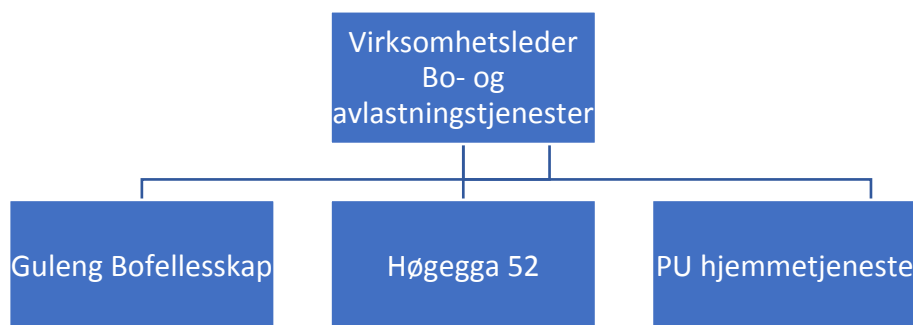 Virksomhetsleder
Bo- og
avlastningstjenester
Guleng Bofellesskap
Høgegga 52
PU hjemmetjeneste